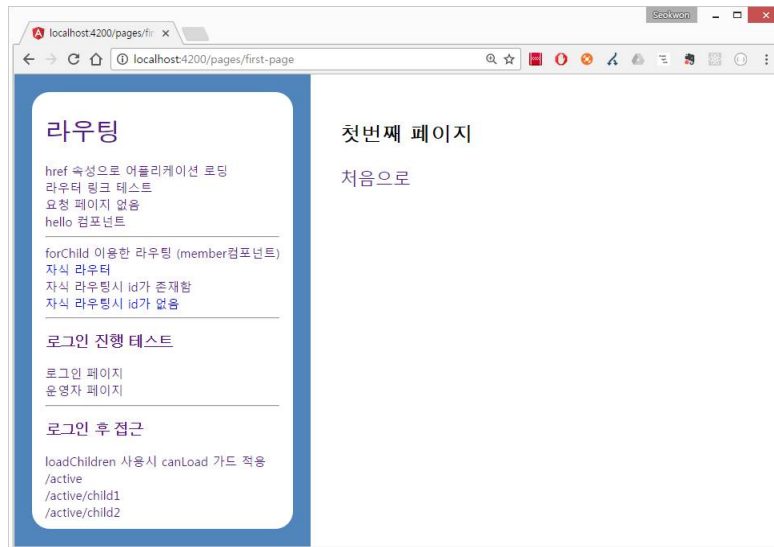 Seokwon
localhost:4200/pages/fir
localhost:4200/pages/first-page
라우팅
href 속성으로 어플리케이션 로딩
라우터 링크 테스트
요청 페이지 없음
hello 컴포넌트
forChild 이용한 라우팅 (member컴포넌트)
자식 라우터
자식 라우팅시 id가 존재함
자식 라우팅시 id가 없음
로그인 진행 테스트
로그인 페이지
운영자 페이지
로그인 후 접근
loadChildren 사용시 canLoad 가드 적용
/active
/active/child1
/active/child2
첫번째 페이지
처음으로